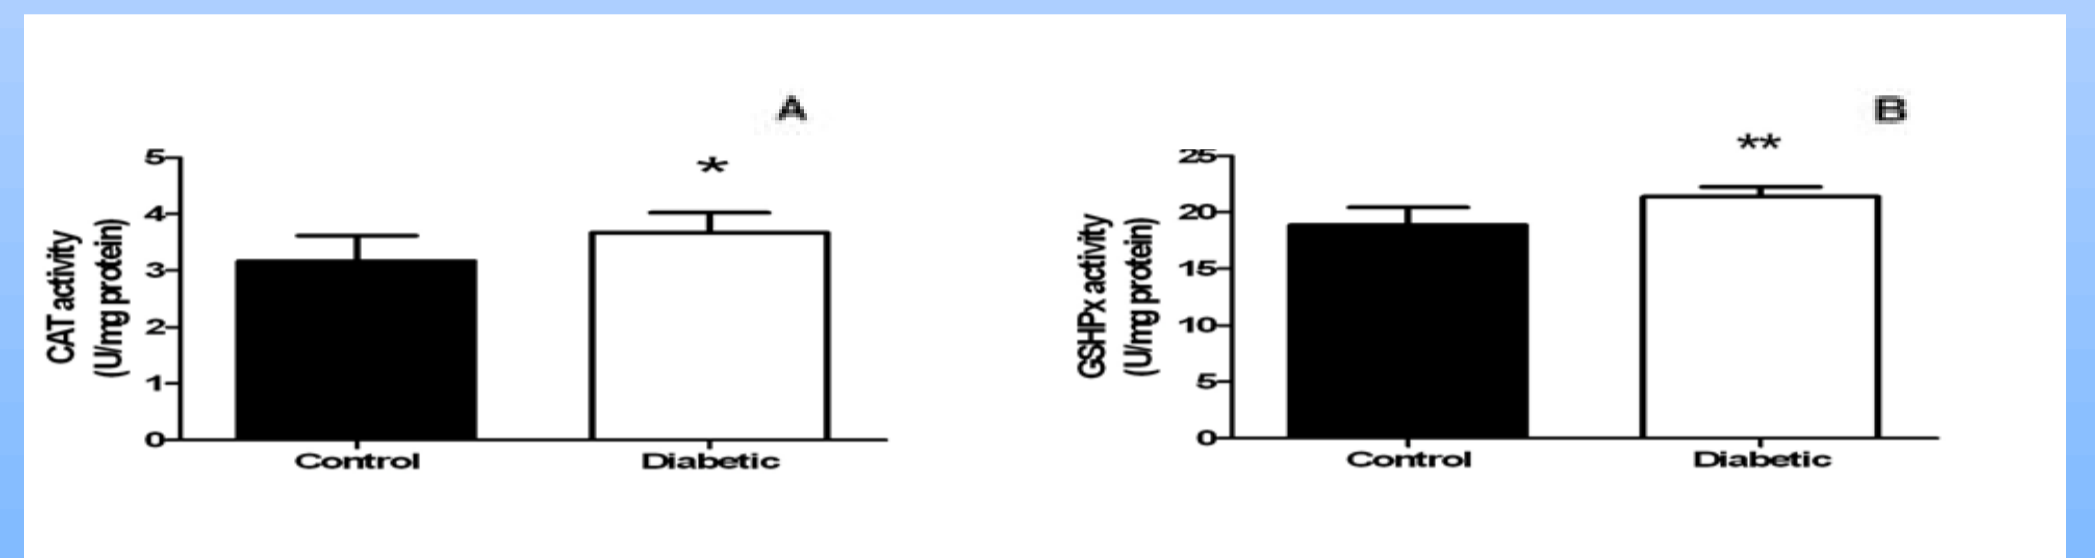 A
*
5
4
3
2
1
0
CAT activity
(U/mg protein)
Control Diabetic
B
**
25
20
15
10
5
0
GSHPx activity
(U/mg protein)
Control Diabetic